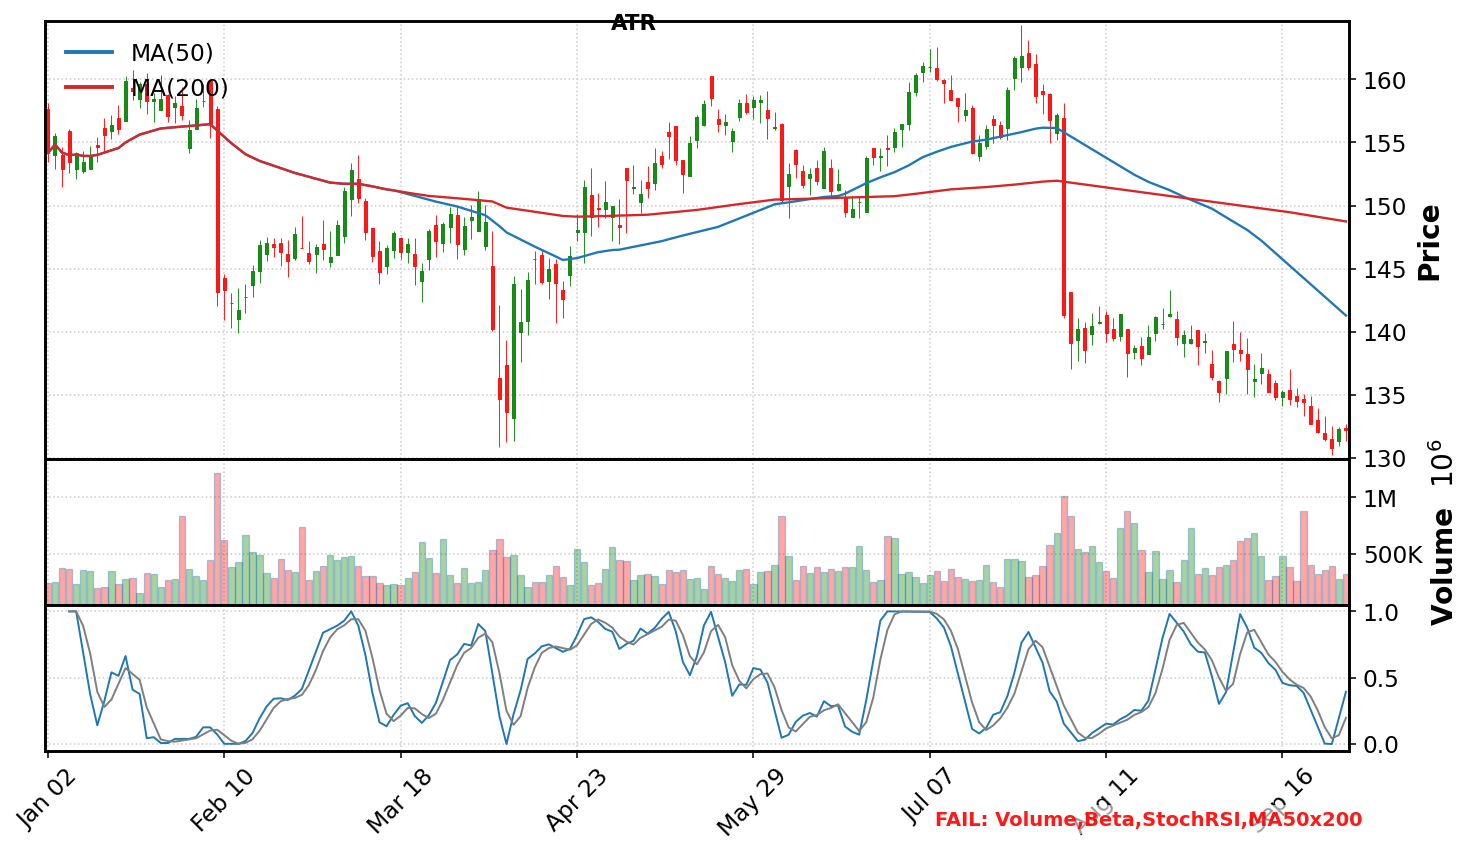 ATR
MA(50)
MA(200)
160
155
150
145
140
135
130
Price
1M
500K
Volume 10^6
1.0
0.5
0.0
Jan 02
Feb 10
Mar 18
Apr 23
May 29
Jul 07
Aug 11
Sep 16
FAIL: Volume,Beta,StochRSI,MA50x200